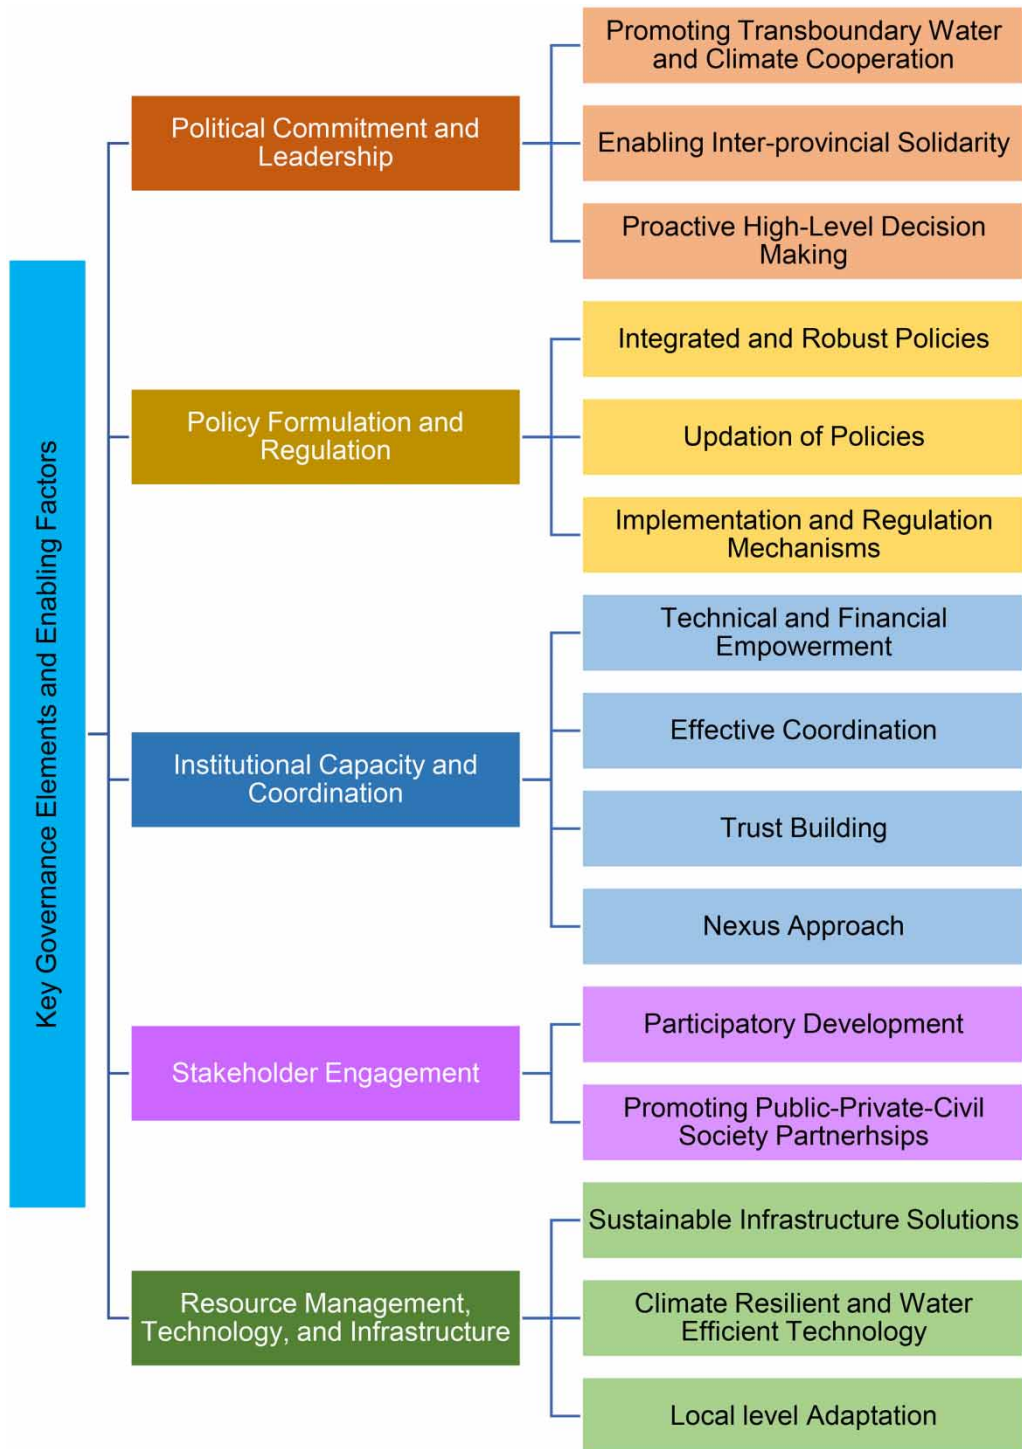 Key Governance Elements and Enabling Factors
Political Commitment and
Leadership
Promoting Transboundary Water
and Climate Cooperation
Enabling Inter-provincial Solidarity
Proactive High-Level Decision
Making
Policy Formulation and
Regulation
Integrated and Robust Policies
Updation of Policies
Implementation and Regulation
Mechanisms
Institutional Capacity and
Coordination
Technical and Financial
Empowerment
Effective Coordination
Trust Building
Nexus Approach
Stakeholder Engagement
Participatory Development
Promoting Public-Private-Civil
Society Partnerhsips
Resource Management,
Technology, and Infrastructure
Sustainable Infrastructure Solutions
Climate Resilient and Water
Efficient Technology
Local level Adaptation